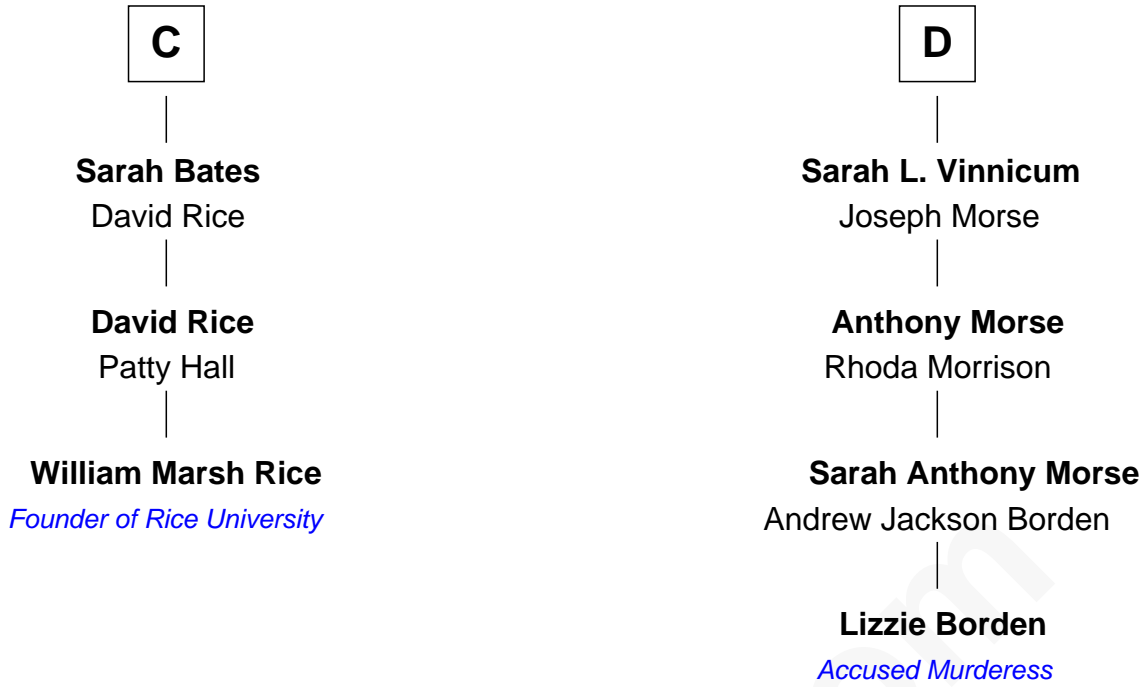 C
Sarah Bates
David Rice
David Rice
Patty Hall
William Marsh Rice
Founder of Rice University
D
Sarah L. Vinnicum
Joseph Morse
Anthony Morse
Rhoda Morrison
Sarah Anthony Morse
Andrew Jackson Borden
Lizzie Borden
Accused Murderess